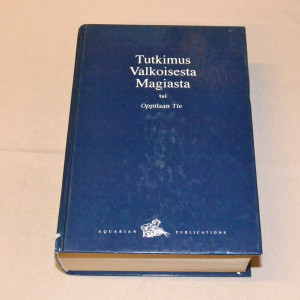 Tutkimus
Valkoisesta
Magiasta
tai
Oppilaan Tie
AQUARIAN PUBLICATIONS